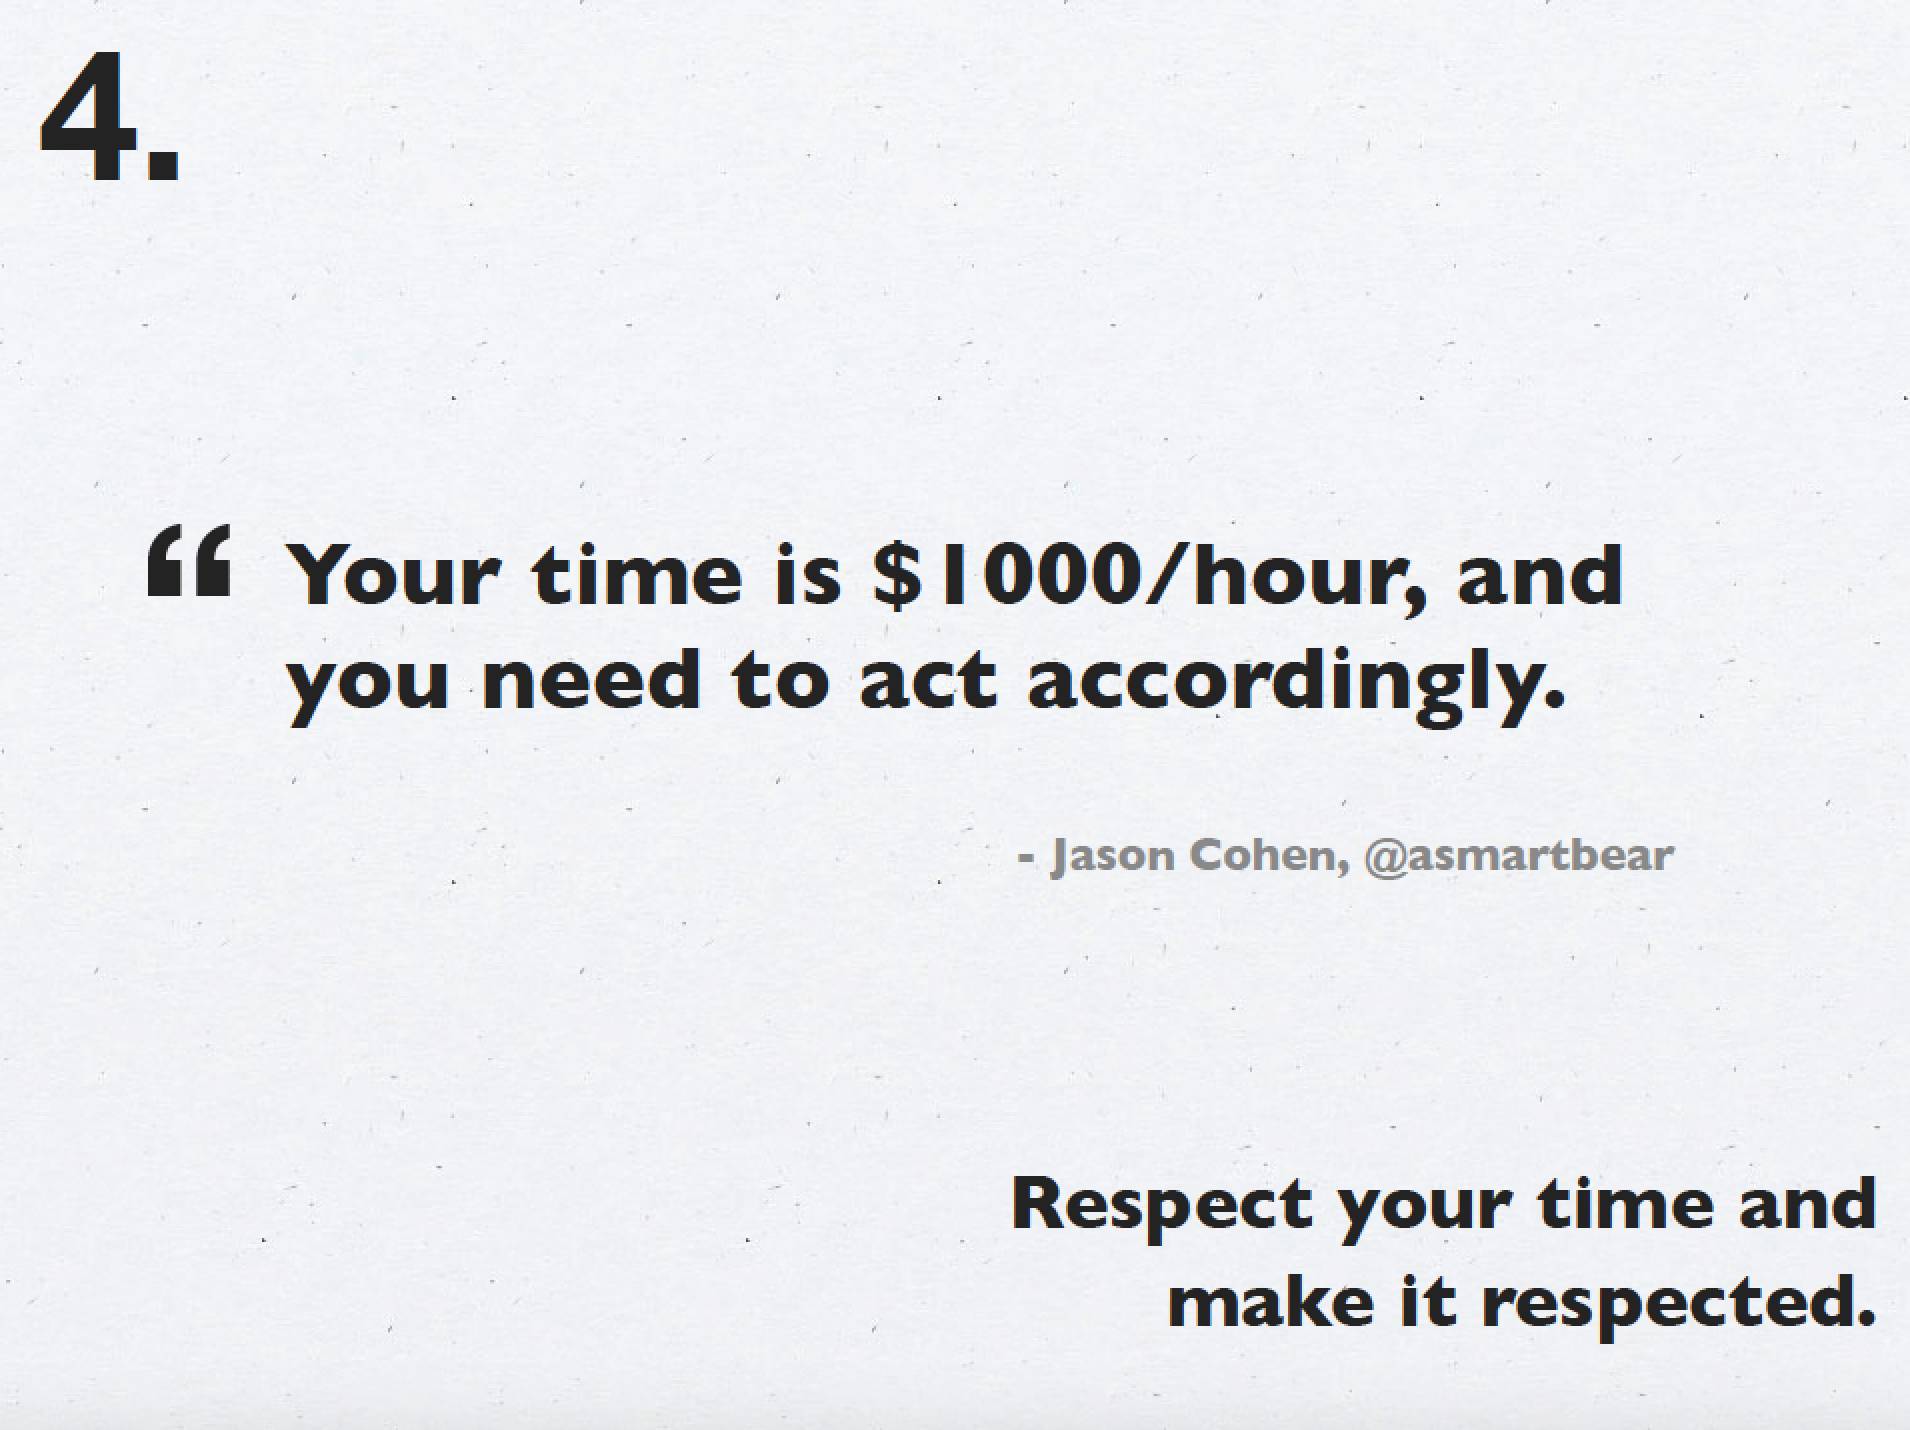 4.
“ Your time is $1000/hour, and
you need to act accordingly.
- Jason Cohen, @asmartbear
Respect your time and
make it respected.